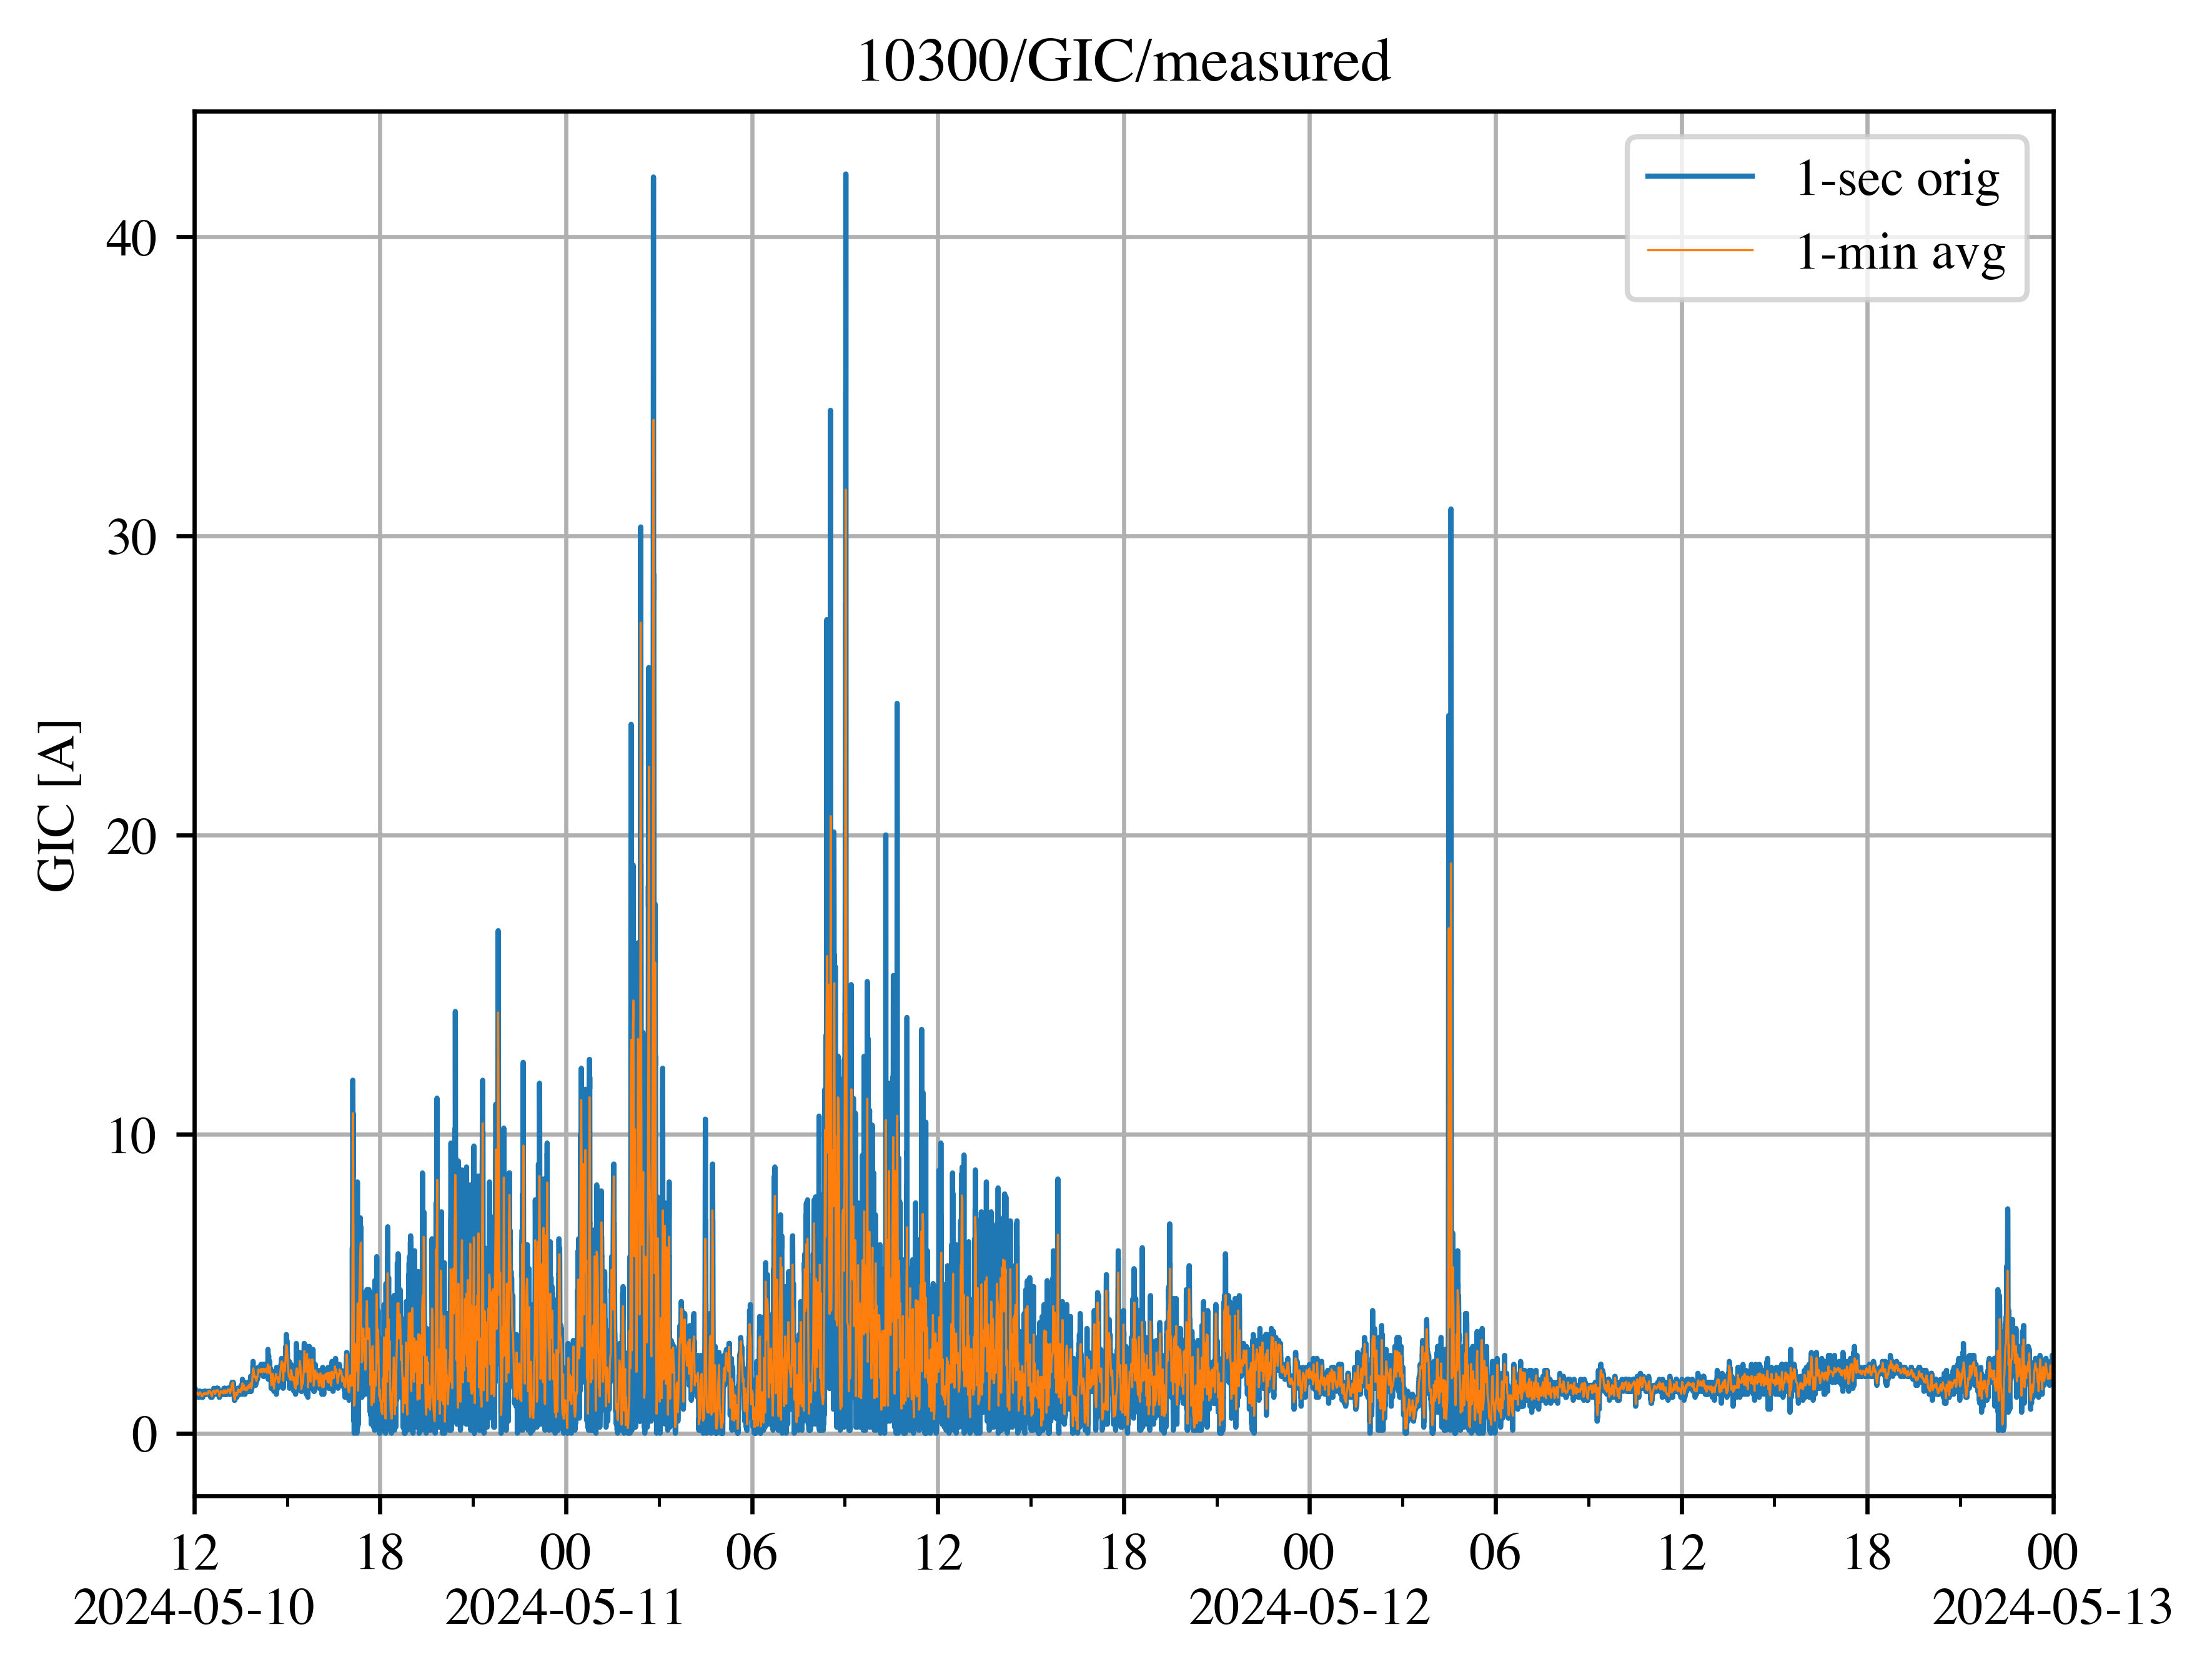 10300/GIC/measured
1-sec orig
1-min avg
GIC [A]
40
30
20
10
0
12 18 00 06 12 18 00 06 12 18 00
2024-05-10 2024-05-11 2024-05-12 2024-05-13